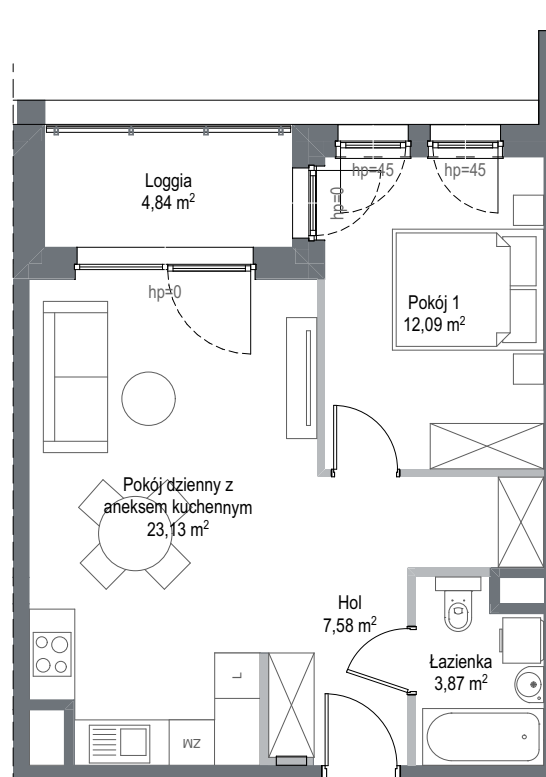 Loggia
4,84 m²
hp=45
hp=45
hp=0
hp=0
Pokój 1
12,09 m²
Pokój dzienny z
aneksem kuchennym
23,13 m²
Hol
7,58 m²
Łazienka
3,87 m²
L
ZM